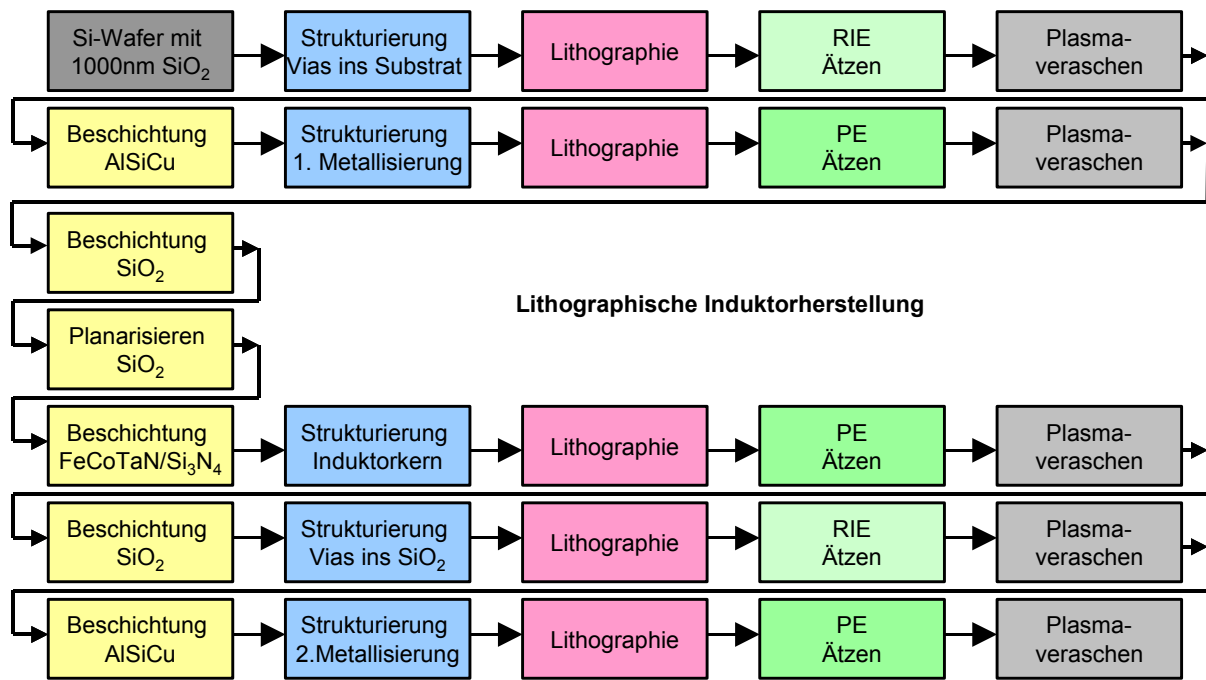 Si-Wafer mit
1000nm SiO₂
Strukturierung
Vias ins Substrat
Lithographie
RIE
Ätzen
Plasma-
veraschen
Beschichtung
AlSiCu
Strukturierung
1. Metallisierung
Lithographie
PE
Ätzen
Plasma-
veraschen
Beschichtung
SiO₂
Lithographische Induktorherstellung
Planarisieren
SiO₂
Beschichtung
FeCoTaN/Si₃N₄
Strukturierung
Induktorkern
Lithographie
PE
Ätzen
Plasma-
veraschen
Beschichtung
SiO₂
Strukturierung
Vias ins SiO₂
Lithographie
RIE
Ätzen
Plasma-
veraschen
Beschichtung
AlSiCu
Strukturierung
2.Metallisierung
Lithographie
PE
Ätzen
Plasma-
veraschen